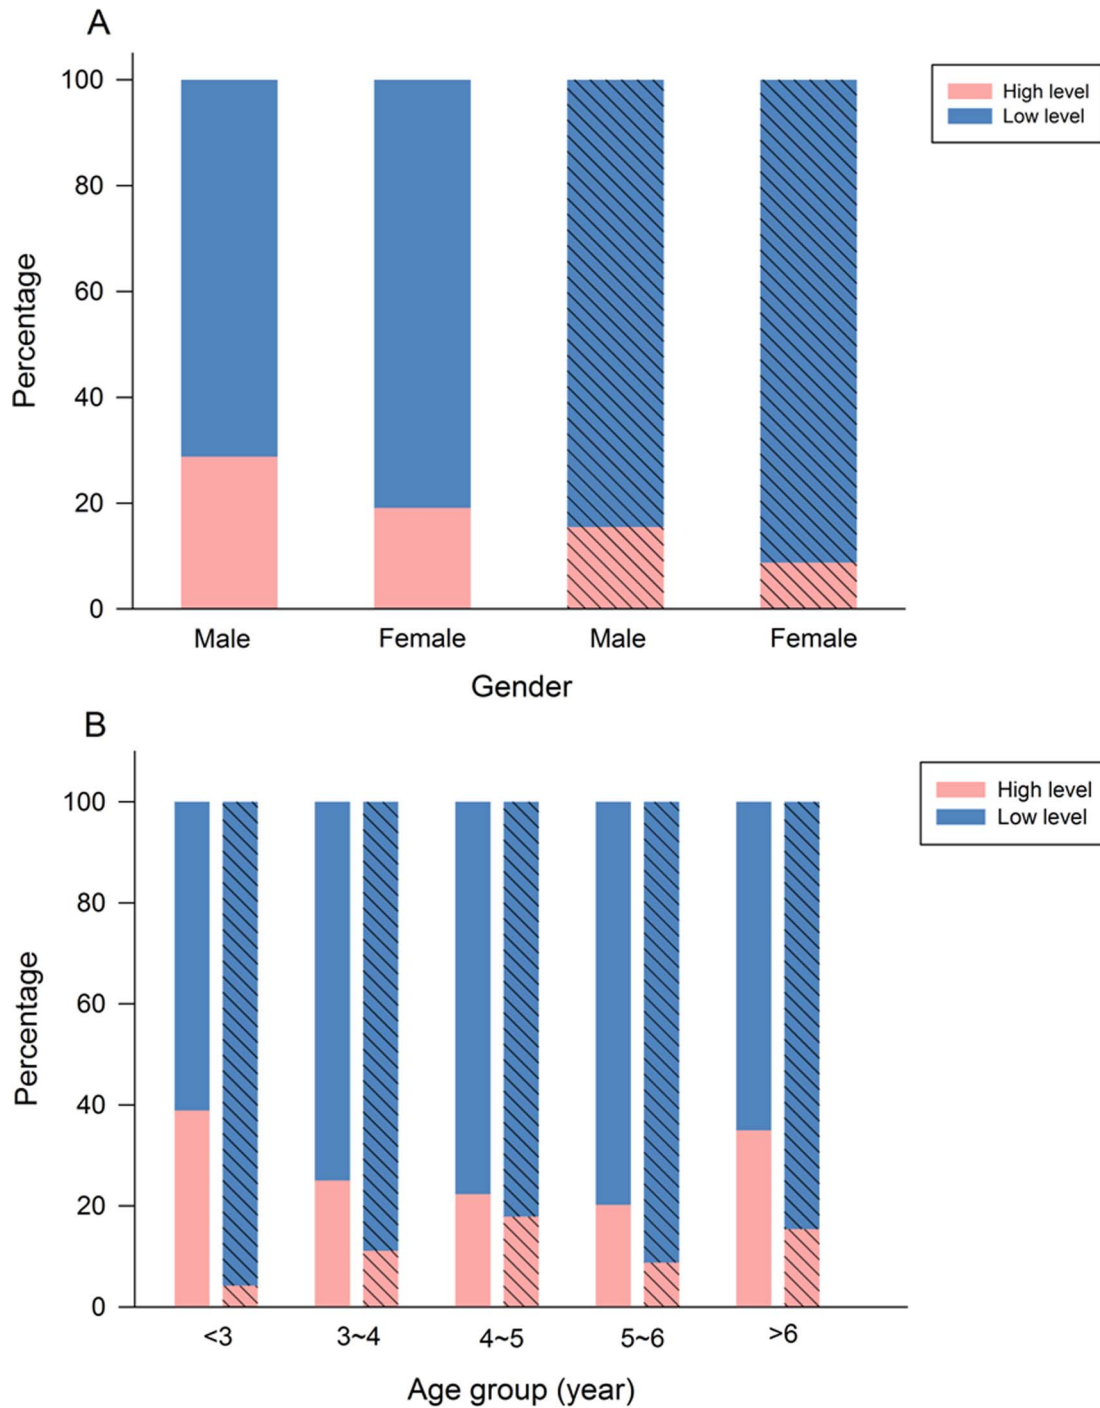 A
100
80
60
40
20
0
Percentage
Male Female Male Female
Gender
High level
Low level
B
100
80
60
40
20
0
Percentage
<3 3~4 4~5 5~6 >6
Age group (year)
High level
Low level